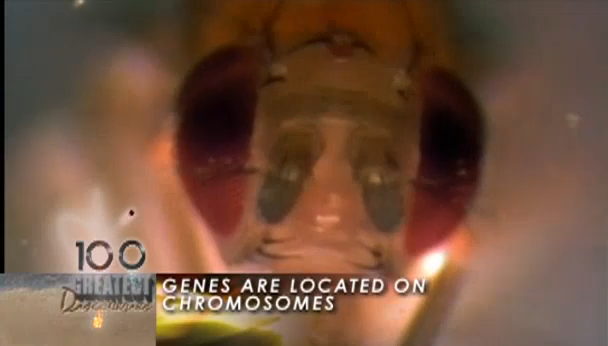 100
GREATEST
Discoveries
GENES ARE LOCATED ON
CHROMOSOMES